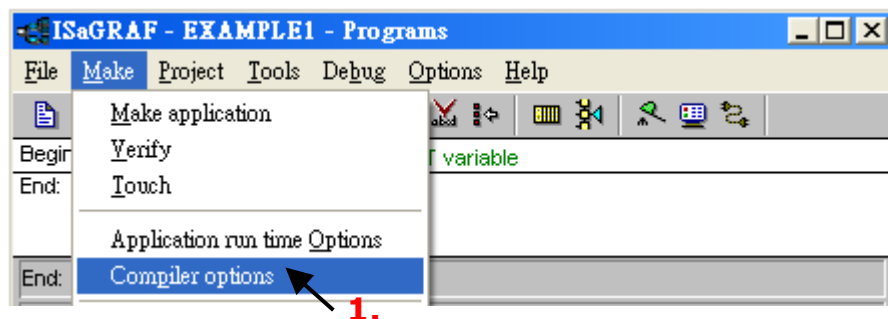 ISaGRAF - EXAMPLE1 - Programs
File Make Project Tools Debug Options Help
Make application
Verify
Touch
Application run time Options
Compiler options
Begin
variable
End:
End:
1.